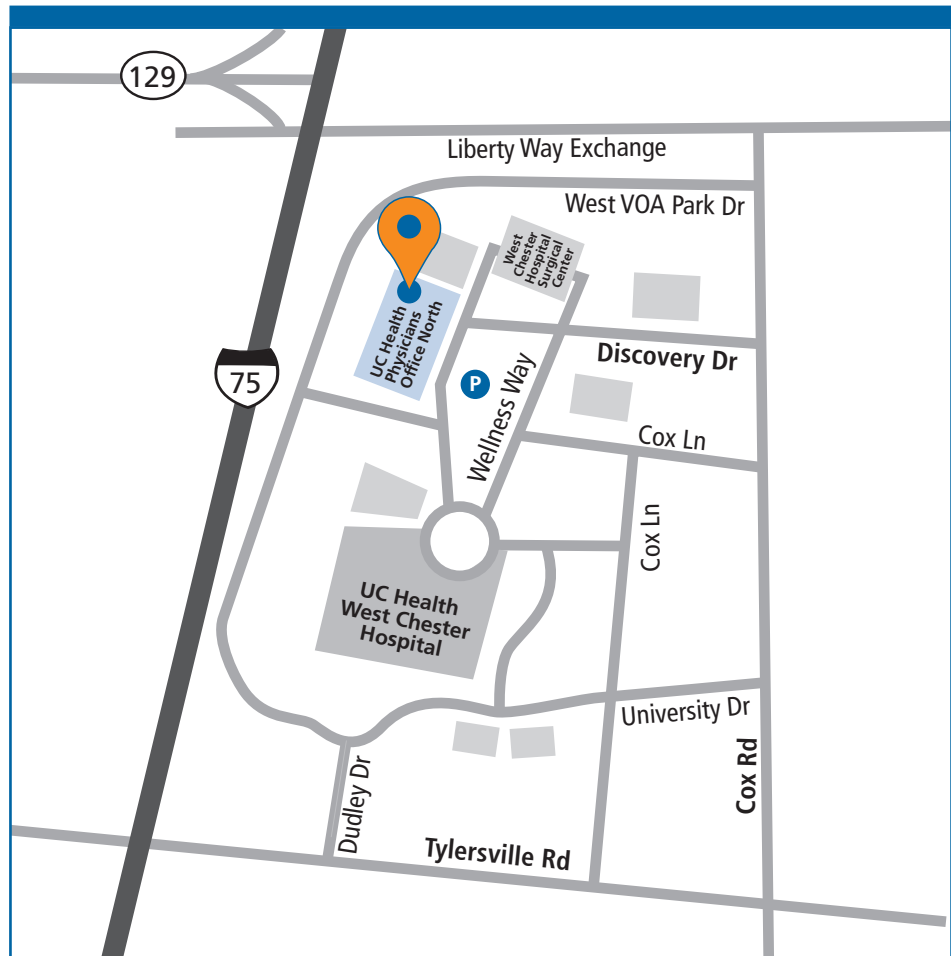 129
Liberty Way Exchange
West VOA Park Dr
West
Chester
Hospital
Surgical
Center
UC Health
Physicians
Office North
Discovery Dr
75
P
Wellness Way
Cox Ln
Cox Ln
UC Health
West Chester
Hospital
University Dr
Cox Rd
Dudley Dr
Tylersville Rd